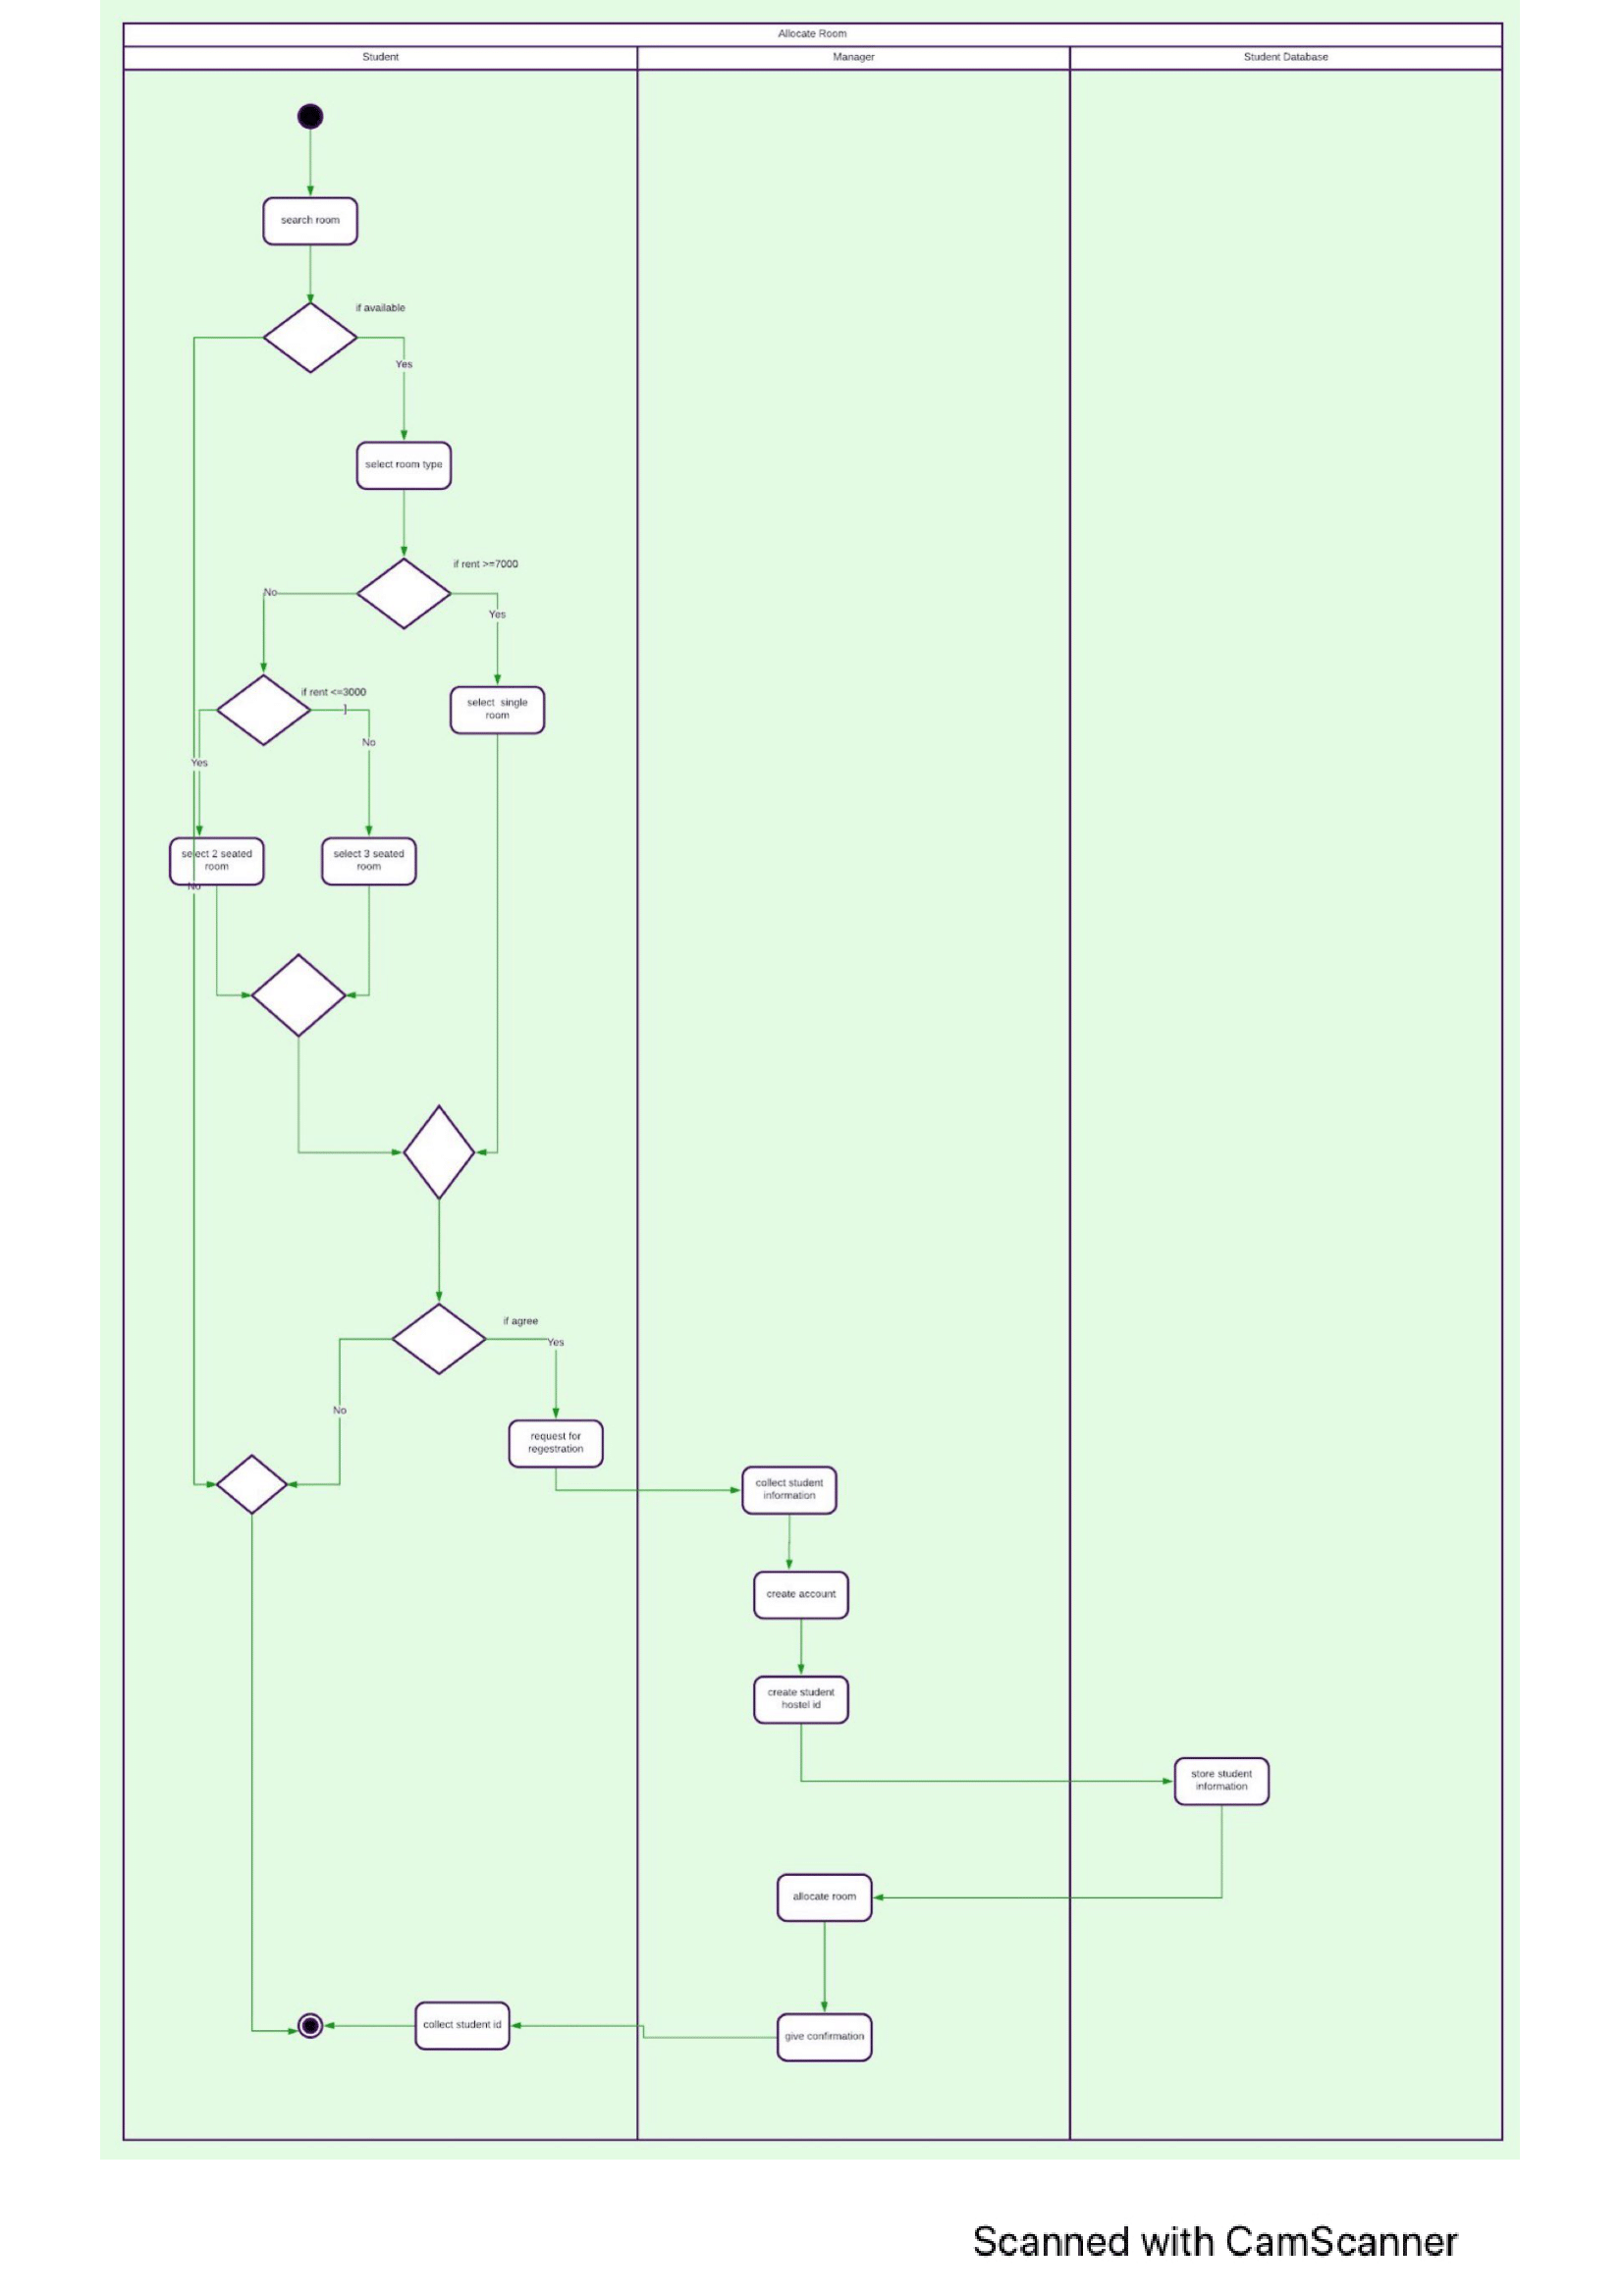 Allocate Room
Student
Manager
Student Database
search room
if available
Yes
select room type
if rent >=7000
No
Yes
if rent <=3000
]
select single
room
No
Yes
select 2 seated
room
select 3 seated
room
No
if agree
Yes
No
request for
regestration
collect student
information
create account
create student
hostel id
store student
information
allocate room
collect student id
give confirmation
Scanned with CamScanner